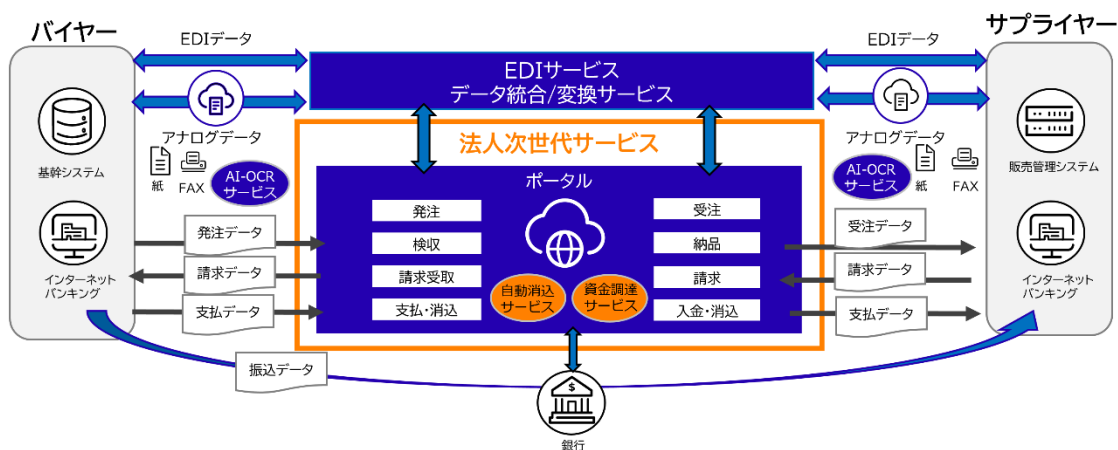 バイヤー
サプライヤー
EDIデータ
EDIデータ
EDIサービス
データ統合/変換サービス
アナログデータ
アナログデータ
紙
FAX
AI-OCR
サービス
AI-OCR
サービス
紙
FAX
基幹システム
販売管理システム
法人次世代サービス
ポータル
発注
検収
請求受取
支払・消込
受注
納品
請求
入金・消込
自動消込
サービス
資金調達
サービス
発注データ
請求データ
支払データ
受注データ
請求データ
支払データ
インターネット
バンキング
インターネット
バンキング
振込データ
$
銀行